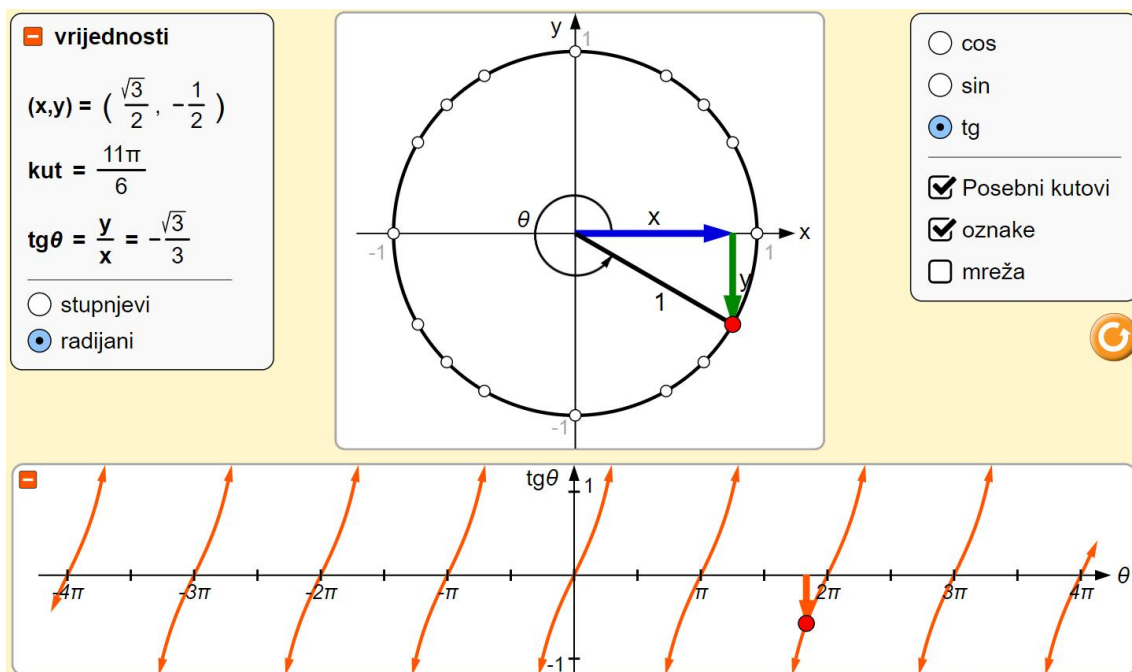 vrijednosti
(x,y) = ( √3/2 , -1/2 )
kut = 11π/6
tgθ = y/x = -√3/3
stupnjevi
radijani
y
1
θ
x
x
-1
1
y
1
-1
cos
sin
tg
Posebni kutovi
oznake
mreža
tgθ
1
-4π -3π -2π -π π 2π 3π 4π θ
-1